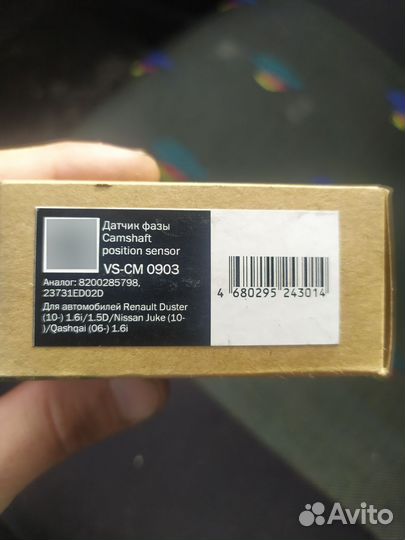 Датчик фазы
Camshaft
position sensor
VS-CM 0903
Аналог: 8200285798,
23731ED02D
Для автомобилей Renault Duster
(10-) 1.6i/1.5D/Nissan Juke (10-
)/Qashqai (06-) 1.6i
4 680295 243014
Avito